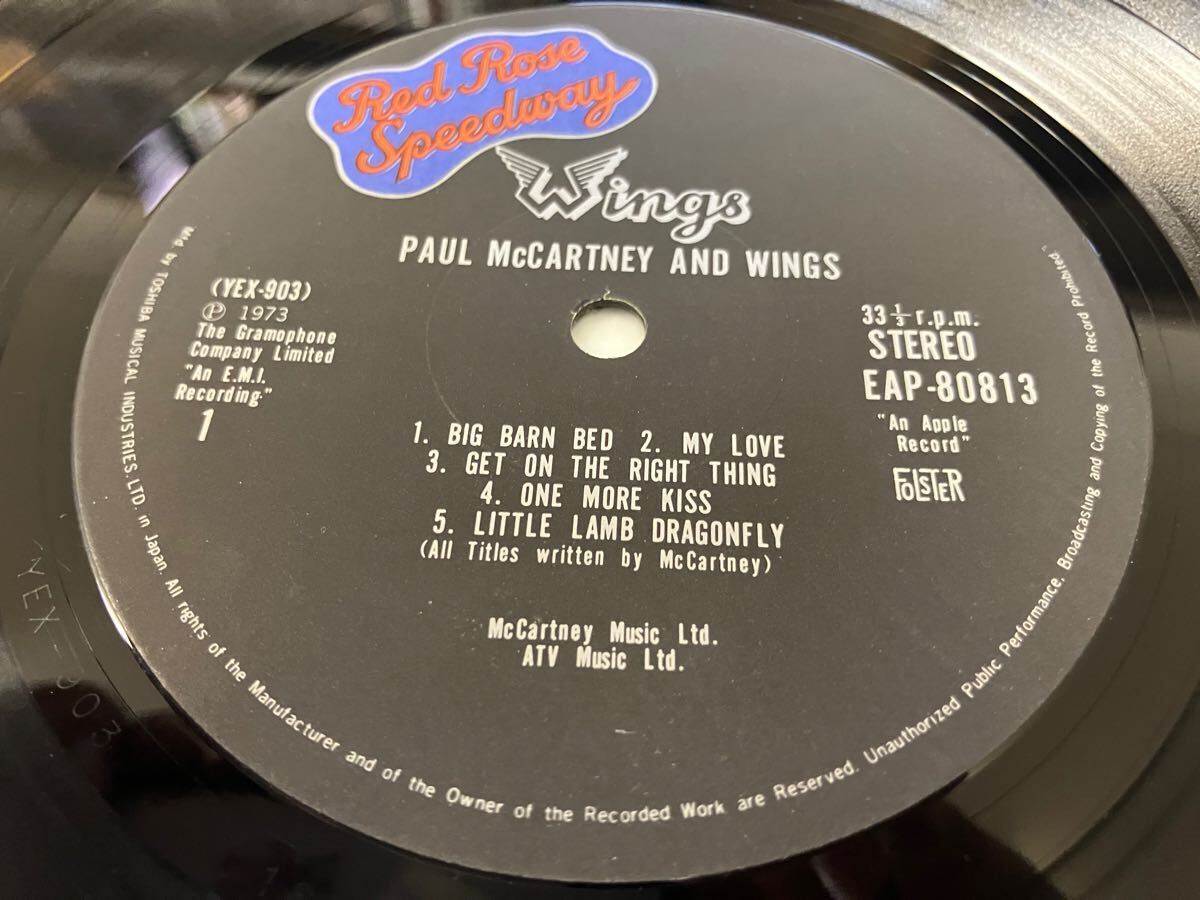 Red Rose
Speedway
Wings
PAUL McCARTNEY AND WINGS
(YEX-903)
Ⓟ 1973
The Gramophone
Company Limited
"An E.M.I.
Recording"
1
33 1/3 r.p.m.
STEREO
EAP-80813
"An Apple
Record"
FOLSTER
1. BIG BARN BED 2. MY LOVE
3. GET ON THE RIGHT THING
4. ONE MORE KISS
5. LITTLE LAMB DRAGONFLY
(All Titles written by McCartney)
McCartney Music Ltd.
ATV Music Ltd.
M'd by TOSHIBA MUSICAL INDUSTRIES, LTD. in Japan. All rights of the Manufacturer and of the Owner of the Recorded Work are Reserved. Unauthorized Public Performance, Broadcasting and Copying of the Record Prohibited.
YEX-903